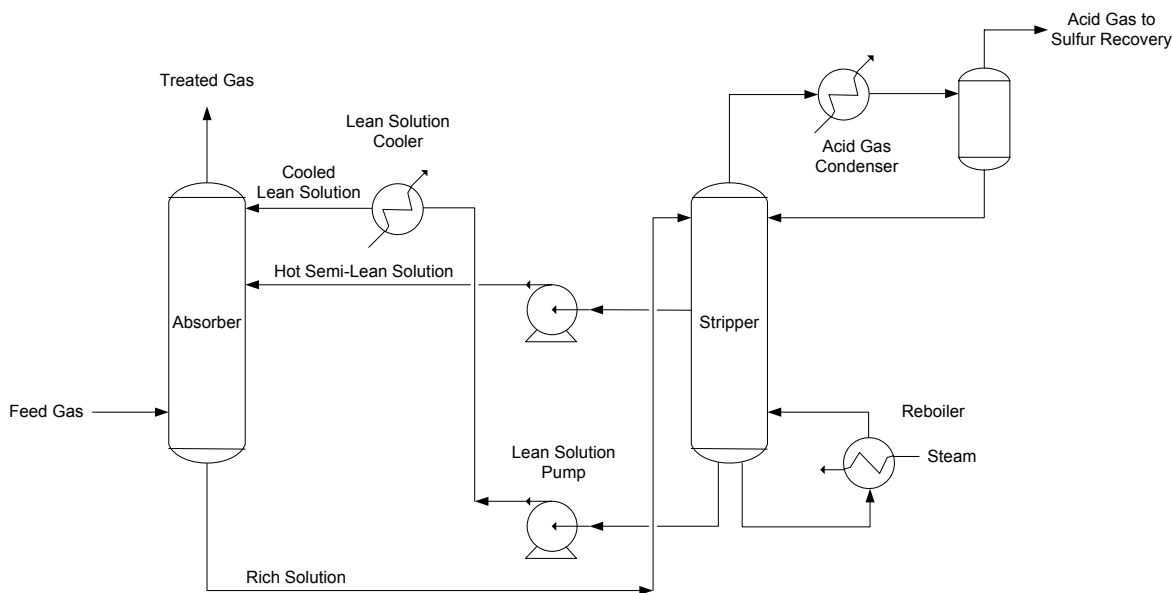 Acid Gas to
Sulfur Recovery
Treated Gas
Lean Solution
Cooler
Acid Gas
Condenser
Cooled
Lean Solution
Hot Semi-Lean Solution
Absorber
Stripper
Feed Gas
Reboiler
Steam
Lean Solution
Pump
Rich Solution